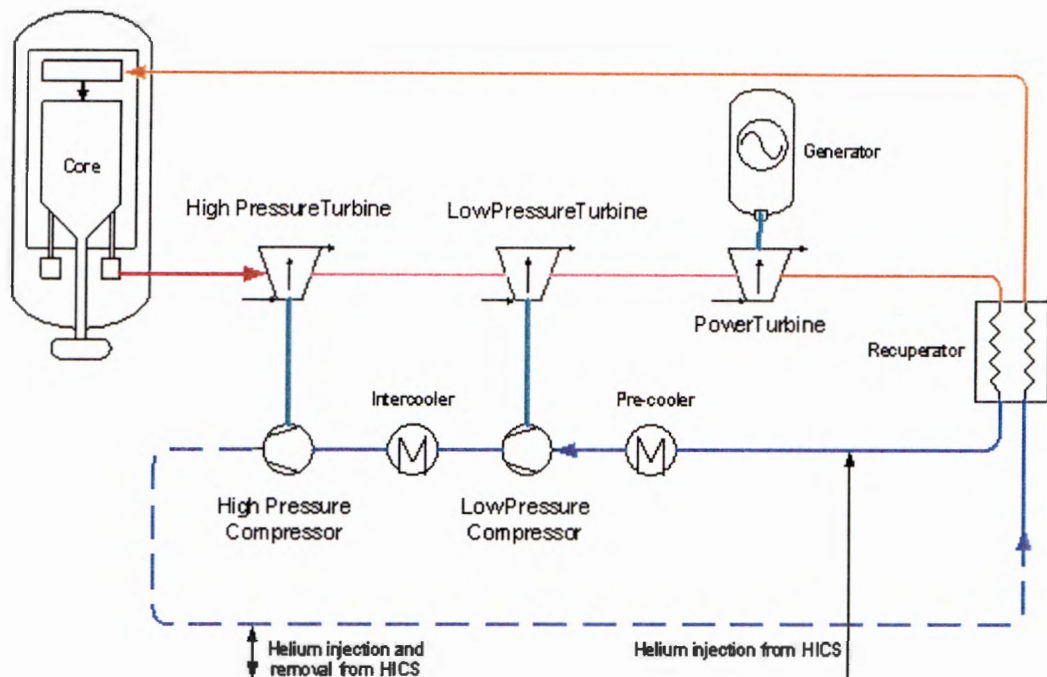 Core
Generator
High PressureTurbine
LowPressureTurbine
PowerTurbine
Recuperator
Intercooler
Pre-cooler
High Pressure
Compressor
LowPressure
Compressor
Helium injection and
removal from HICS
Helium injection from HICS